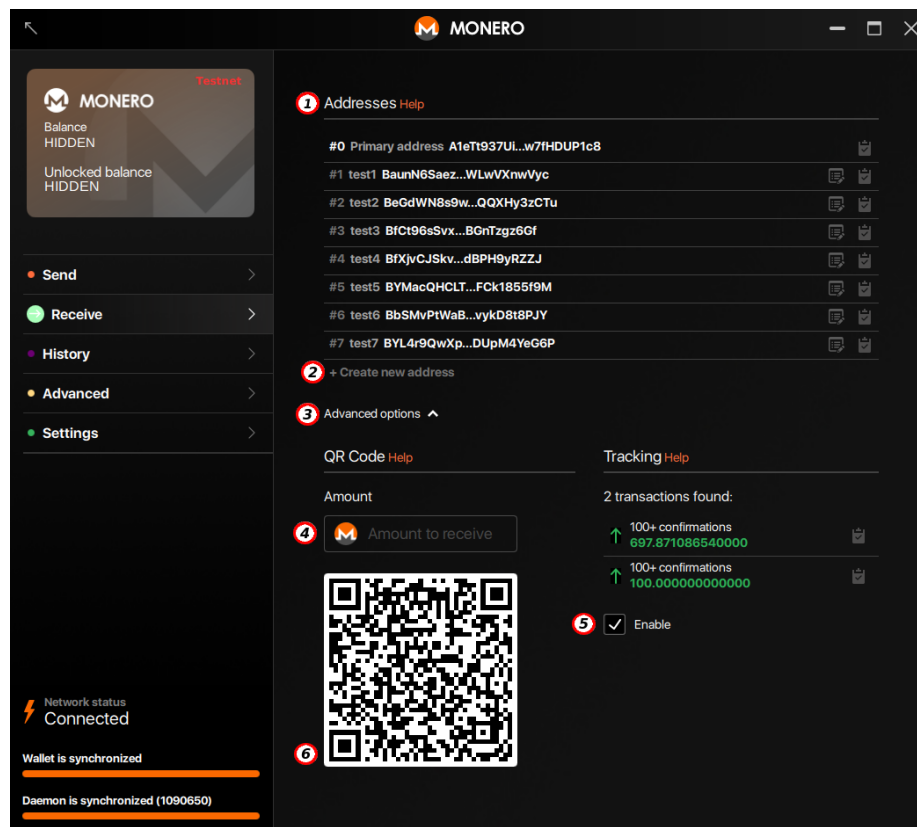 MONERO
Testnet
MONERO
Balance
HIDDEN
Unlocked balance
HIDDEN
Send
Receive
History
Advanced
Settings
Network status
Connected
Wallet is synchronized
Daemon is synchronized (1090650)
1 Addresses Help
#0 Primary address A1eTt937Ui...w7fHDUP1c8
#1 test1 BaunN6Saez...WLwVXnwVyc
#2 test2 BeGdWN8s9w...QQXHy3zCTu
#3 test3 BfCt96sSvx...BGnTzgz6Gf
#4 test4 BfXjvCJSkv...dBPH9yRZZJ
#5 test5 BYMacQHCLT...FCk1855f9M
#6 test6 BbSMvPtWaB...vykD8t8PJY
#7 test7 BYL4r9QwXp...DUpM4YeG6P
2 + Create new address
3 Advanced options
QR Code Help
Amount
4 Amount to receive
6
Tracking Help
2 transactions found:
100+ confirmations
697.871086540000
100+ confirmations
100.000000000000
5 Enable